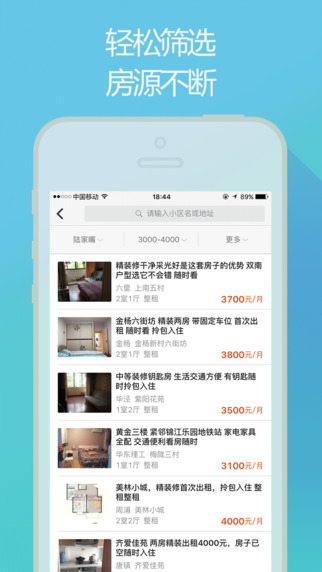 轻松筛选
房源不断
中国移动
18:44
89%
请输入小区名或地址
陆家嘴
3000-4000
更多
精装修干净采光好是这套房子的优势 双南
户型选它不会错 随时看
六里 上南五村
2室1厅 整租
3700元/月
金杨六街坊 精装两房 带固定车位 首次出
租 随时看 拎包入住
金杨 金杨新村六街坊
2室1厅 整租
3800元/月
中等装修钥匙房 生活交通方便 有钥匙随
时拎包入住
华泾 紫阳花苑
1室2厅 整租
3500元/月
黄金三楼 紧邻锦江乐园地铁站 家电家具
全配 交通便利看房随时
华东理工 梅陇三村
1室1厅 整租
3100元/月
美林小城，精装修首次出租，拎包入住 整
租整租
周浦 美林小城
2室2厅 整租
4000元/月
齐爱佳苑 两房精装出租4000元，房子已
空随时入住
唐镇 齐爱佳苑